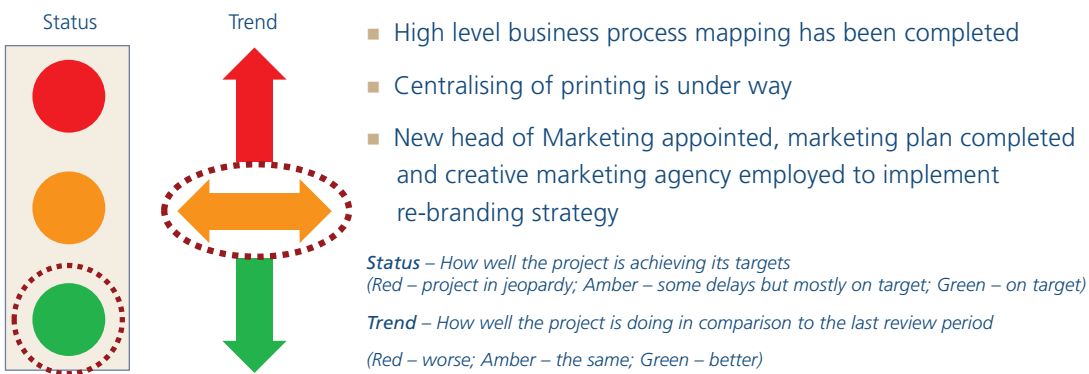 Status
Trend
■ High level business process mapping has been completed
■ Centralising of printing is under way
■ New head of Marketing appointed, marketing plan completed
and creative marketing agency employed to implement
re-branding strategy
Status – How well the project is achieving its targets
(Red – project in jeopardy; Amber – some delays but mostly on target; Green – on target)
Trend – How well the project is doing in comparison to the last review period
(Red – worse; Amber – the same; Green – better)